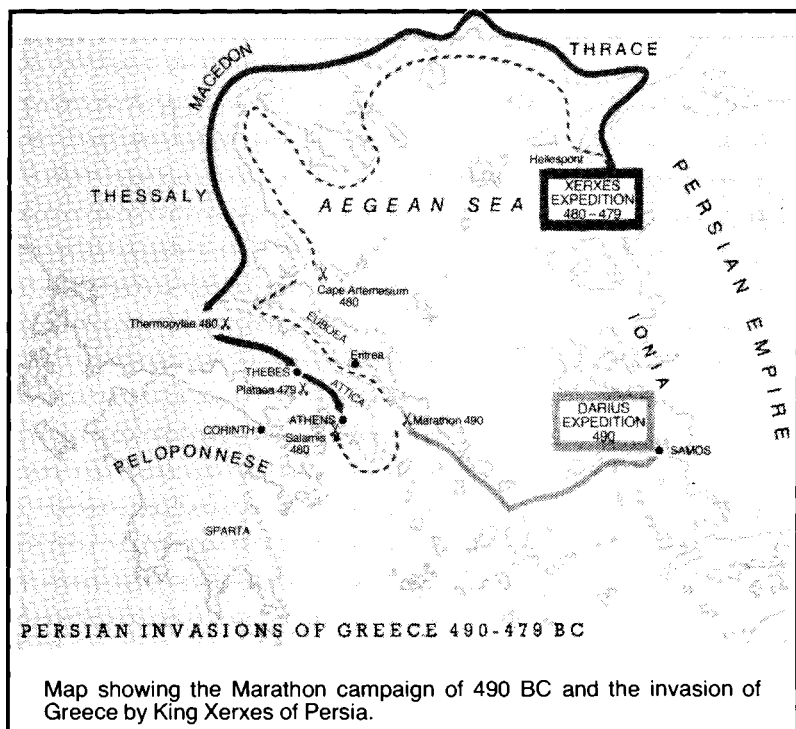 THRACE
MACEDON
Hellespont
XERXES
EXPEDITION
480-479
THESSALY
AEGEAN SEA
PERSIAN EMPIRE
Cape Artemesium
480
Thermopylae 480
EUBOEA
IONIA
Eritrea
THEBES
Plataea 479
ATTICA
DARIUS
EXPEDITION
490
CORINTH
ATHENS
Marathon 490
Salamis
480
SAMOS
PELOPONNESE
SPARTA
PERSIAN INVASIONS OF GREECE 490-479 BC
Map showing the Marathon campaign of 490 BC and the invasion of
Greece by King Xerxes of Persia.